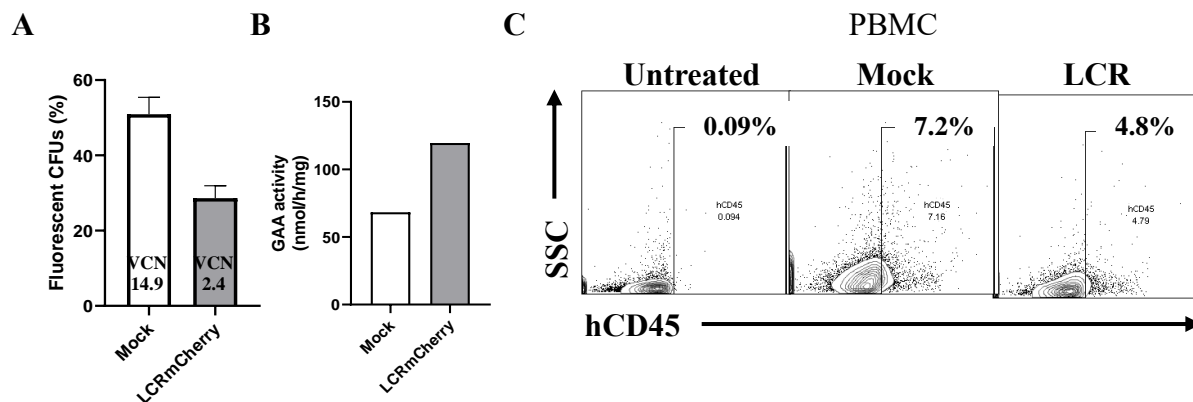 A
Fluorescent CFUs (%)
60
40
20
0
VCN
14.9
VCN
2.4
Mock
LCRmCherry
B
GAA activity
(nmol/h/mg)
150
100
50
0
Mock
LCRmCherry
C
PBMC
Untreated
Mock
LCR
0.09%
7.2%
4.8%
hCD45
0.094
hCD45
7.16
hCD45
4.79
SSC
hCD45